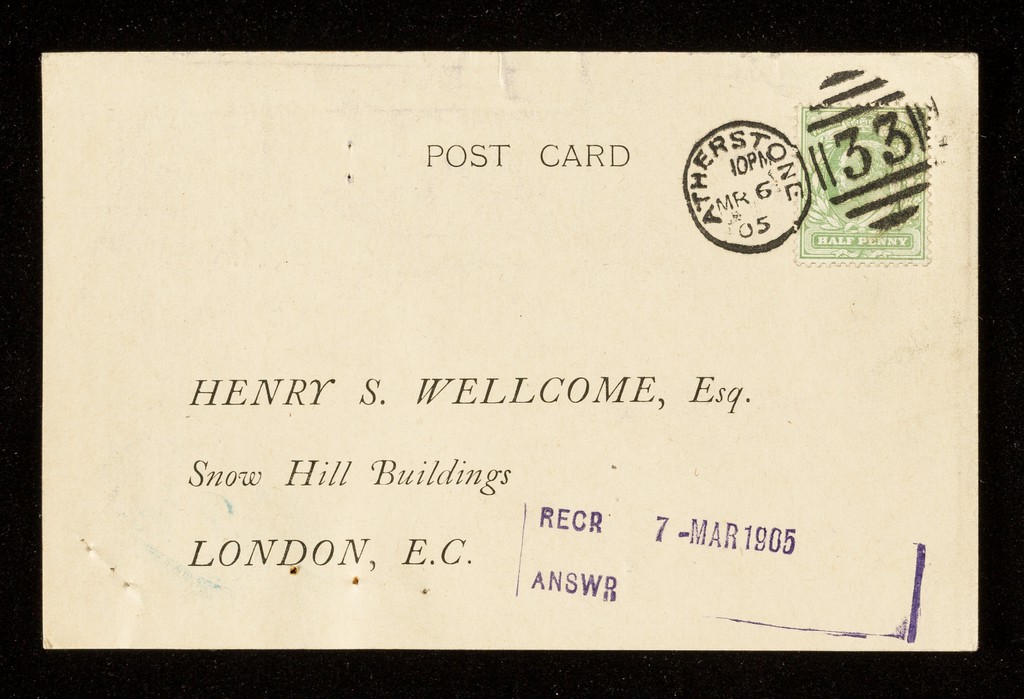 POST CARD
ATHERSTONE
10PM
MR 6
05
33
HALF PENNY
HENRY S. WELLCOME, Esq.
Snow Hill Buildings
LONDON, E.C.
RECR 7-MAR 1905
ANSWR